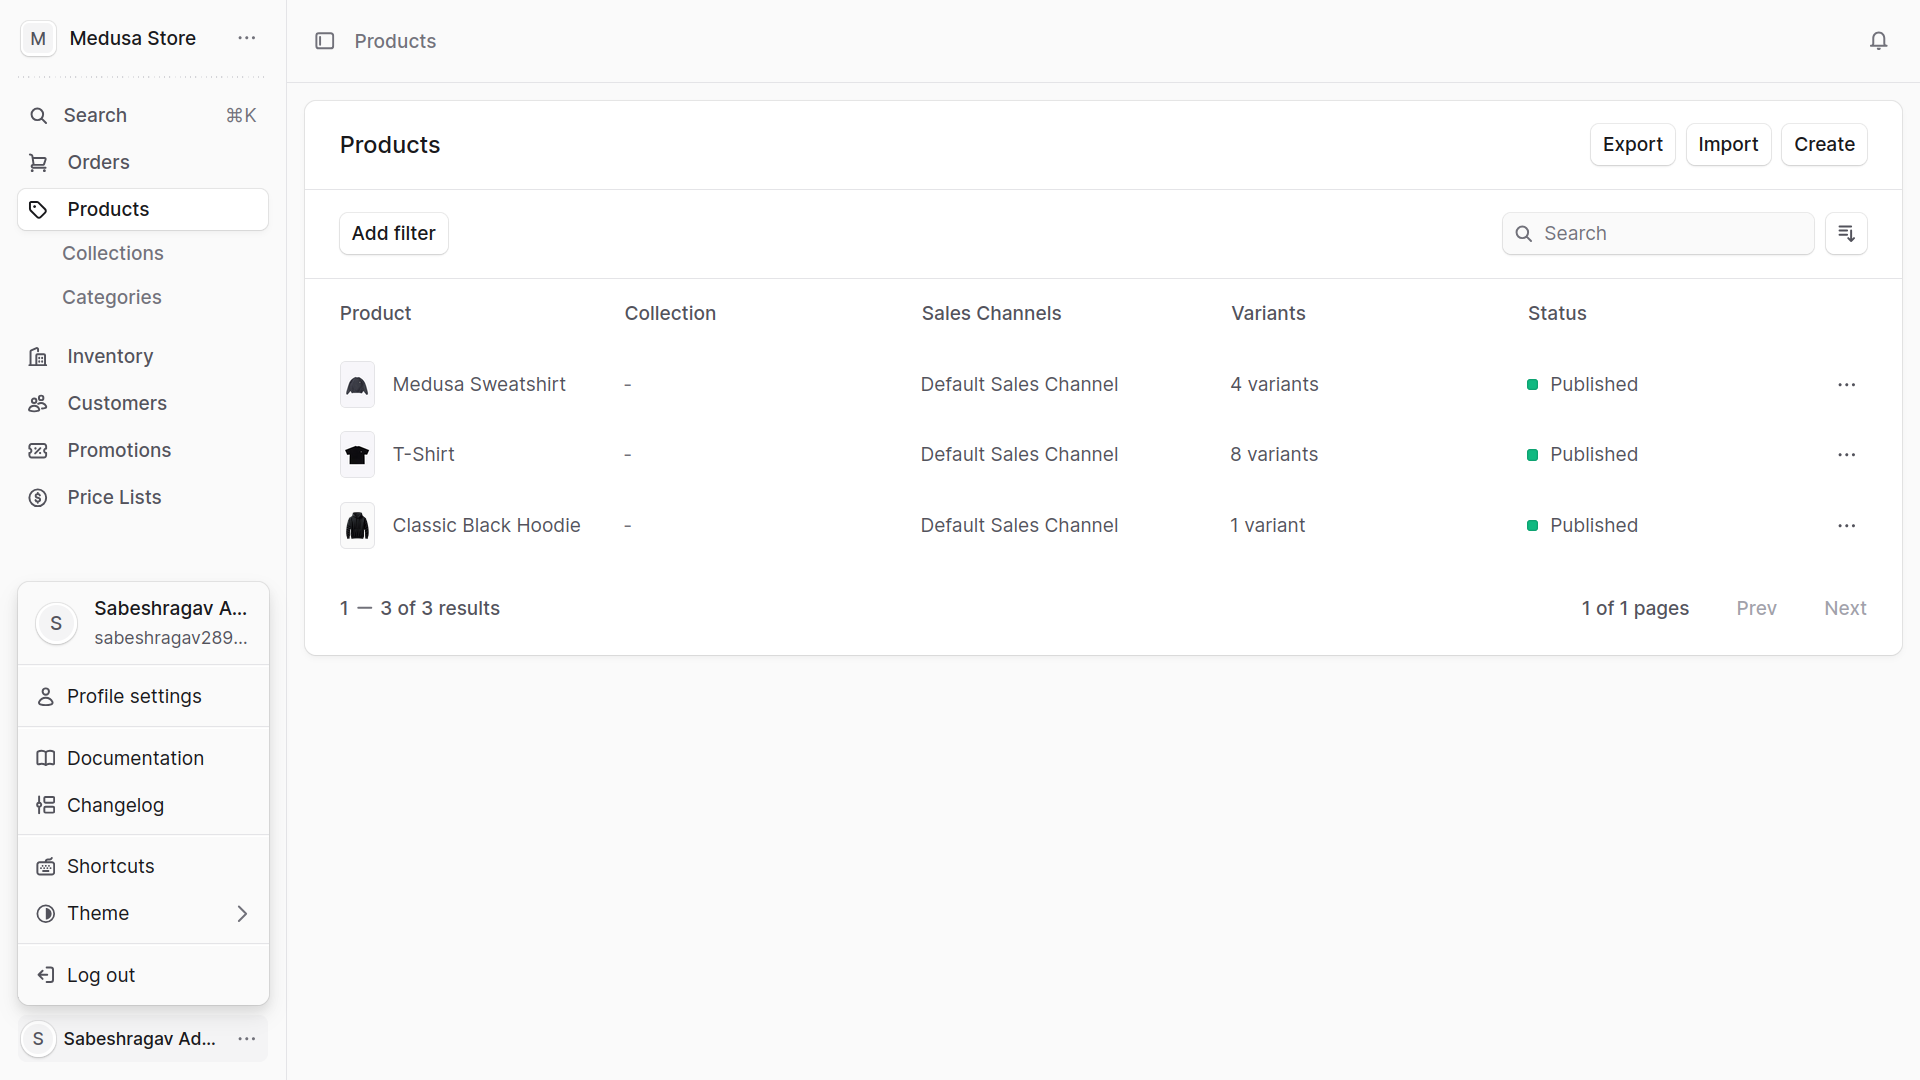 M Medusa Store
Search ⌘K
Orders
Products
Collections
Categories
Inventory
Customers
Promotions
Price Lists
S Sabeshragav A...
sabeshragav289...
Profile settings
Documentation
Changelog
Shortcuts
Theme
Log out
S Sabeshragav Ad...
Products
Products
Export Import Create
Add filter
Search
Product Collection Sales Channels Variants Status
Medusa Sweatshirt - Default Sales Channel 4 variants Published
T-Shirt - Default Sales Channel 8 variants Published
Classic Black Hoodie - Default Sales Channel 1 variant Published
1 — 3 of 3 results
1 of 1 pages Prev Next